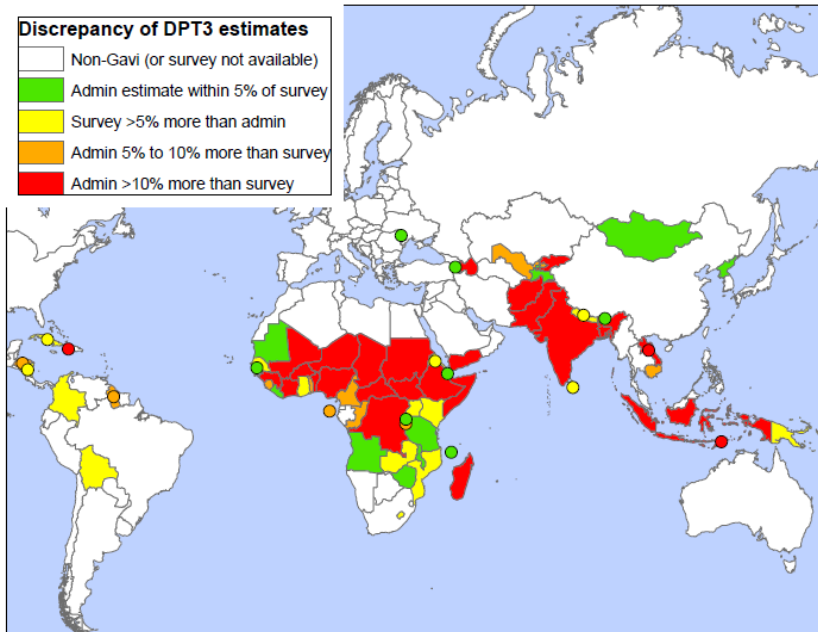 Discrepancy of DPT3 estimates
Non-Gavi (or survey not available)
Admin estimate within 5% of survey
Survey >5% more than admin
Admin 5% to 10% more than survey
Admin >10% more than survey